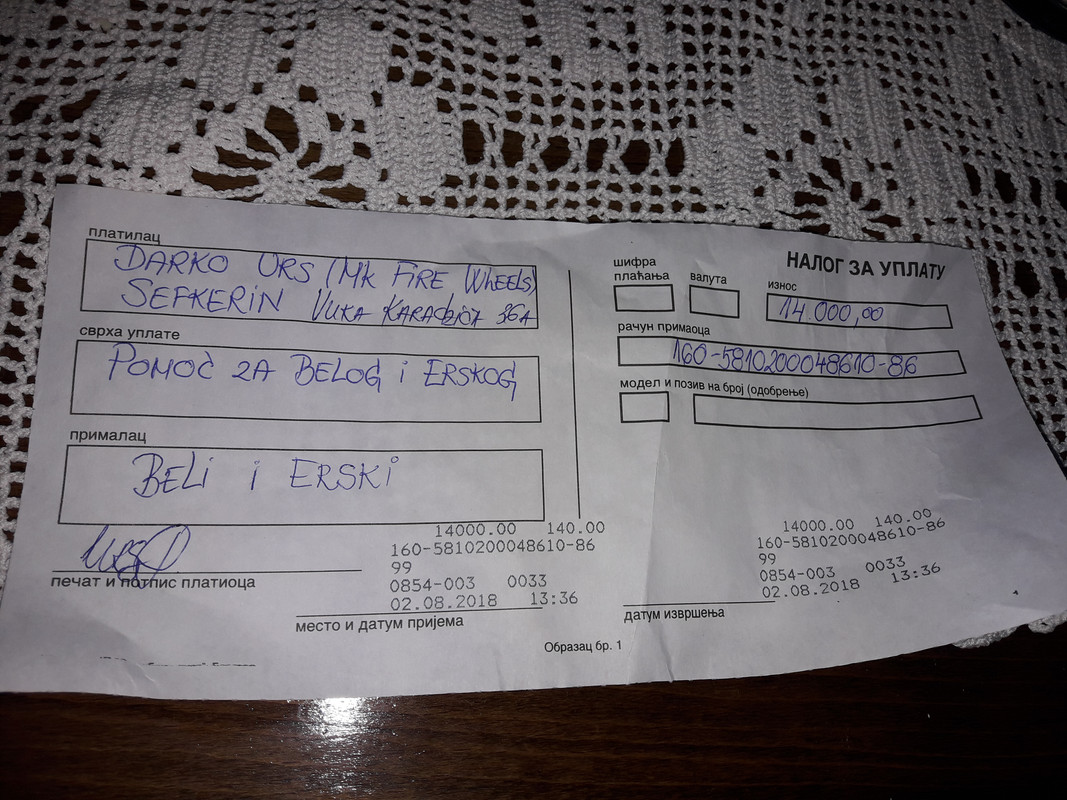 платилац
DARKO URS (MK FIRE WHEELS)
SEFKERIN VUKA KARADŽIĆA 36A
сврха уплате
POMOĆ ZA BELOG i ERSKOG
прималац
BELI i ERSKI
14000.00 140.00
160-5810200048610-86
99
0854-003 0033
02.08.2018 13:36
печат и потпис платиоца
место и датум пријема
НАЛОГ ЗА УПЛАТУ
шифра
плаћања
валута
износ
14.000,00
рачун примаоца
160-5810200048610-86
модел и позив на број (одобрење)
14000.00 140.00
160-5810200048610-86
99
0854-003 0033
02.08.2018 13:36
датум извршења
Образац бр. 1